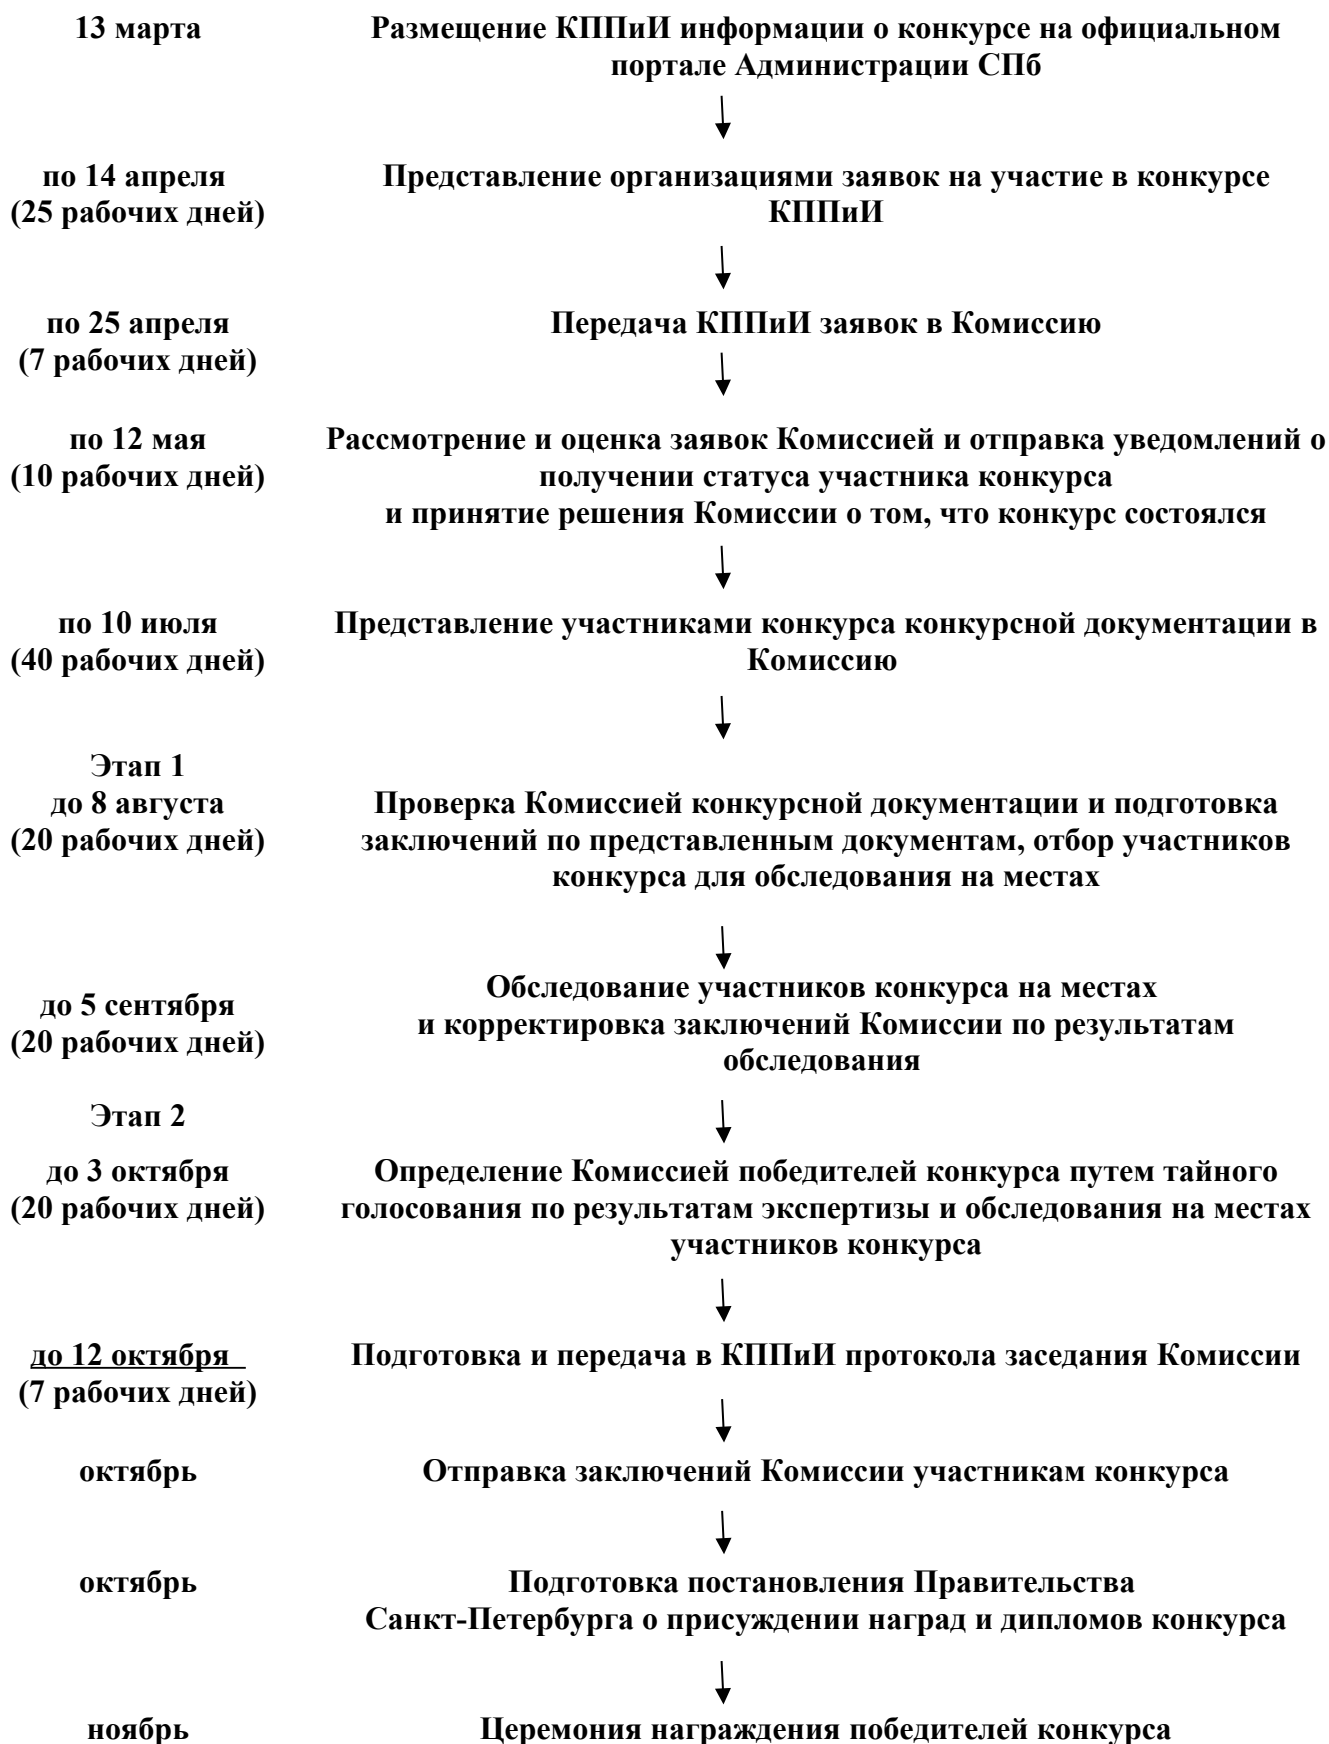 13 марта
Размещение КППиИ информации о конкурсе на официальном
портале Администрации СПб
по 14 апреля
(25 рабочих дней)
Представление организациями заявок на участие в конкурсе
КППиИ
по 25 апреля
(7 рабочих дней)
Передача КППиИ заявок в Комиссию
по 12 мая
(10 рабочих дней)
Рассмотрение и оценка заявок Комиссией и отправка уведомлений о
получении статуса участника конкурса
и принятие решения Комиссии о том, что конкурс состоялся
по 10 июля
(40 рабочих дней)
Представление участниками конкурса конкурсной документации в
Комиссию
Этап 1
до 8 августа
(20 рабочих дней)
Проверка Комиссией конкурсной документации и подготовка
заключений по представленным документам, отбор участников
конкурса для обследования на местах
до 5 сентября
(20 рабочих дней)
Обследование участников конкурса на местах
и корректировка заключений Комиссии по результатам
обследования
Этап 2
до 3 октября
(20 рабочих дней)
Определение Комиссией победителей конкурса путем тайного
голосования по результатам экспертизы и обследования на местах
участников конкурса
до 12 октября
(7 рабочих дней)
Подготовка и передача в КППиИ протокола заседания Комиссии
октябрь
Отправка заключений Комиссии участникам конкурса
октябрь
Подготовка постановления Правительства
Санкт-Петербурга о присуждении наград и дипломов конкурса
ноябрь
Церемония награждения победителей конкурса